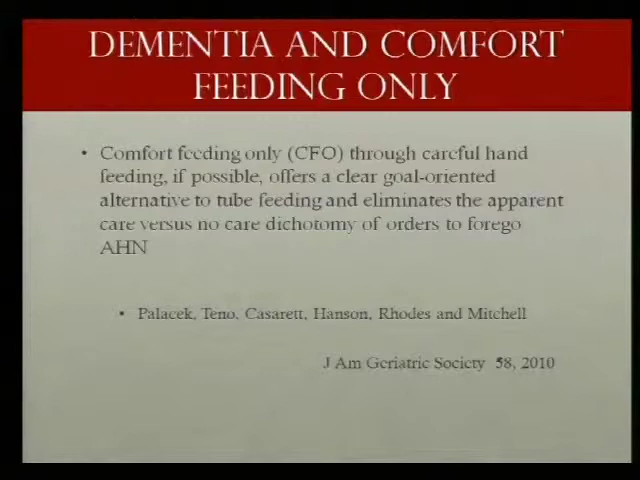 DEMENTIA AND COMFORT
FEEDING ONLY
• Comfort feeding only (CFO) through careful hand
feeding, if possible, offers a clear goal-oriented
alternative to tube feeding and eliminates the apparent
care versus no care dichotomy of orders to forego
AHN
• Palacek, Teno, Casarett, Hanson, Rhodes and Mitchell
J Am Geriatric Society 58, 2010